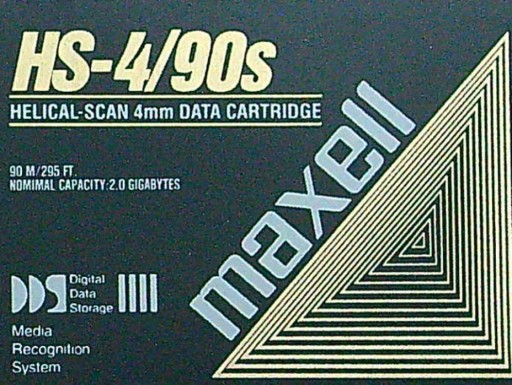 HS-4/90s
HELICAL-SCAN 4mm DATA CARTRIDGE
90 M/295 FT.
NOMIMAL CAPACITY:2.0 GIGABYTES
maxell
DDS Digital
Data
Storage
Media
Recognition
System